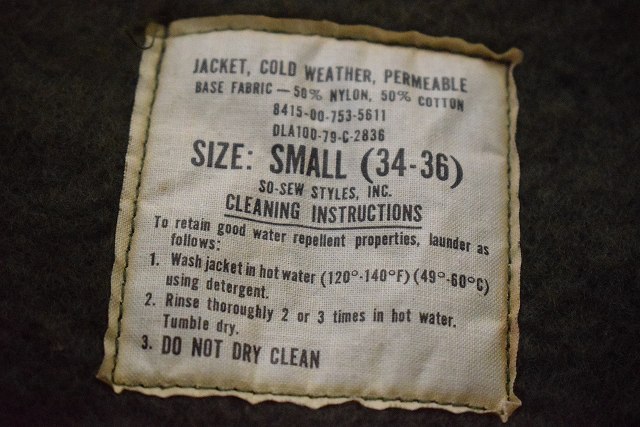 JACKET, COLD WEATHER, PERMEABLE
BASE FABRIC — 50% NYLON, 50% COTTON
8415-00-753-5611
DLA100-79-C-2836
SIZE: SMALL (34-36)
SO-SEW STYLES, INC.
CLEANING INSTRUCTIONS
To retain good water repellent properties, launder as
follows:
1. Wash jacket in hot water (120°-140°F) (49°-60°C)
using detergent.
2. Rinse thoroughly 2 or 3 times in hot water.
Tumble dry.
3. DO NOT DRY CLEAN